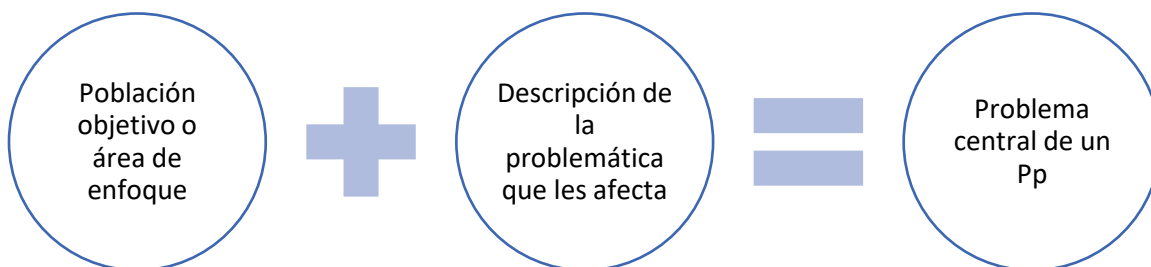 Población
objetivo o
área de
enfoque
Descripción de
la
problemática
que les afecta
Problema
central de un
Pp